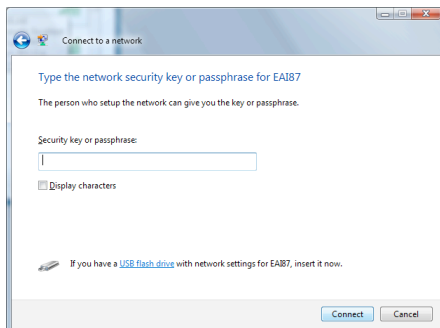 Connect to a network
Type the network security key or passphrase for EAI87
The person who setup the network can give you the key or passphrase.
Security key or passphrase:
Display characters
If you have a USB flash drive with network settings for EAI87, insert it now.
Connect Cancel